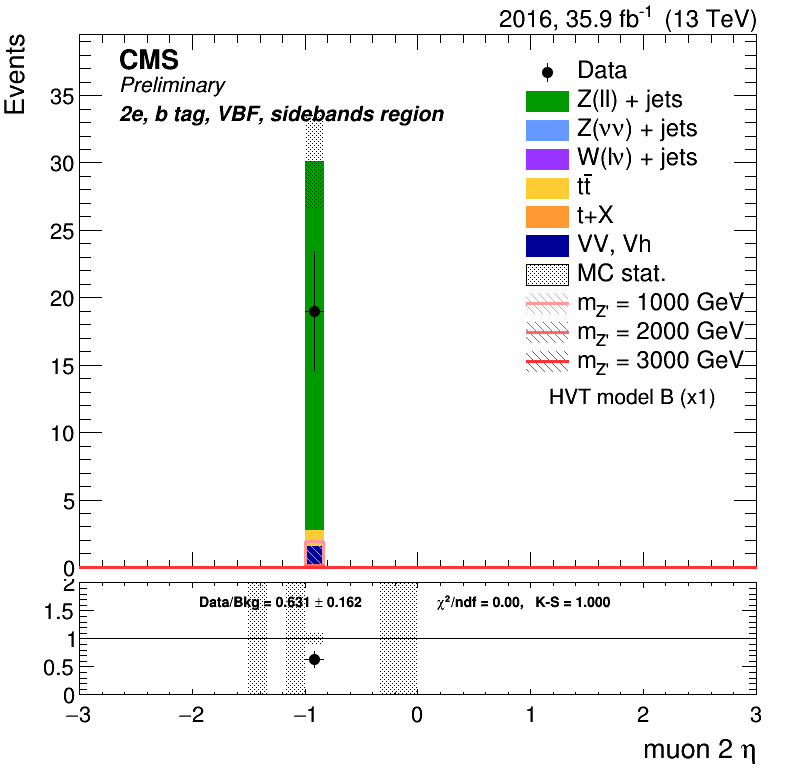 2016, 35.9 fb⁻¹ (13 TeV)
Events
CMS
Preliminary
2e, b tag, VBF, sidebands region
Data
Z(ll) + jets
Z(νν) + jets
W(lν) + jets
tt̄
t+X
VV, Vh
MC stat.
m_Z' = 1000 GeV
m_Z' = 2000 GeV
m_Z' = 3000 GeV
HVT model B (x1)
35
30
25
20
15
10
5
0
Data/Bkg = 0.631 ± 0.162
χ²/ndf = 0.00, K-S = 1.000
2
1.5
1
0.5
0
−3 −2 −1 0 1 2 3
muon 2 η